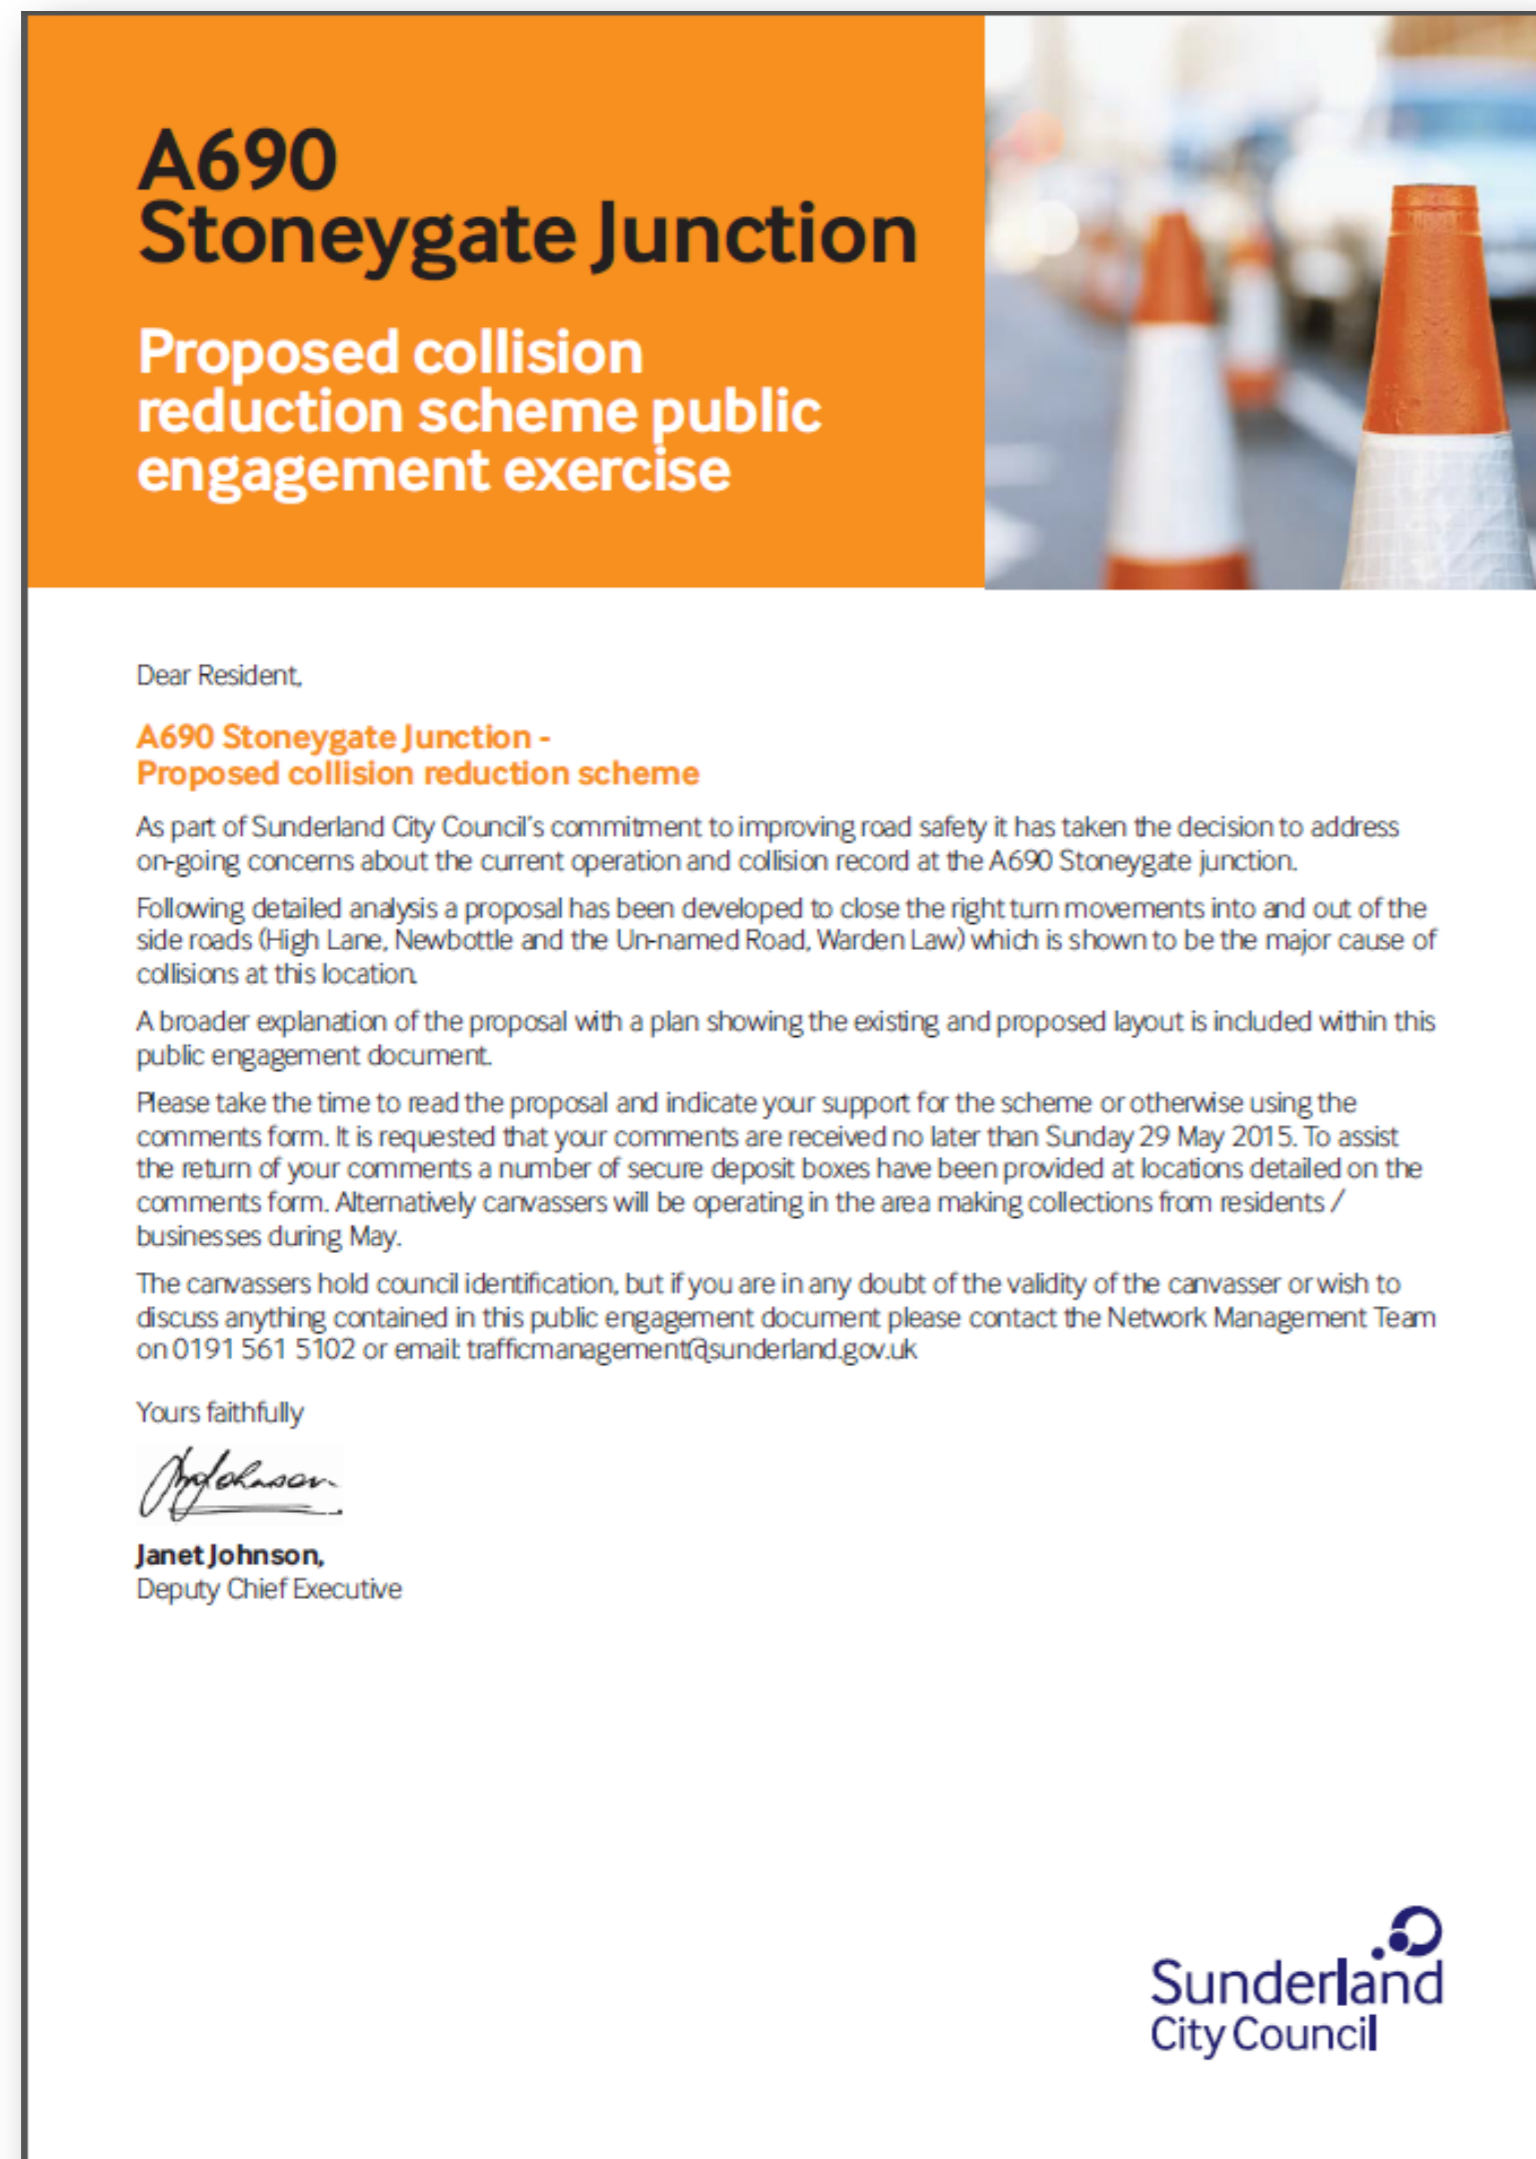 A690
Stoneygate Junction
Proposed collision
reduction scheme public
engagement exercise
Dear Resident,
A690 Stoneygate Junction -
Proposed collision reduction scheme
As part of Sunderland City Council's commitment to improving road safety it has taken the decision to address
on-going concerns about the current operation and collision record at the A690 Stoneygate junction.
Following detailed analysis a proposal has been developed to close the right turn movements into and out of the
side roads (High Lane, Newbottle and the Un-named Road, Warden Law) which is shown to be the major cause of
collisions at this location.
A broader explanation of the proposal with a plan showing the existing and proposed layout is included within this
public engagement document.
Please take the time to read the proposal and indicate your support for the scheme or otherwise using the
comments form. It is requested that your comments are received no later than Sunday 29 May 2015. To assist
the return of your comments a number of secure deposit boxes have been provided at locations detailed on the
comments form. Alternatively canvassers will be operating in the area making collections from residents /
businesses during May.
The canvassers hold council identification, but if you are in any doubt of the validity of the canvasser or wish to
discuss anything contained in this public engagement document please contact the Network Management Team
on 0191 561 5102 or email: trafficmanagement@sunderland.gov.uk
Yours faithfully
JMJohnson
Janet Johnson,
Deputy Chief Executive
Sunderland
City Council